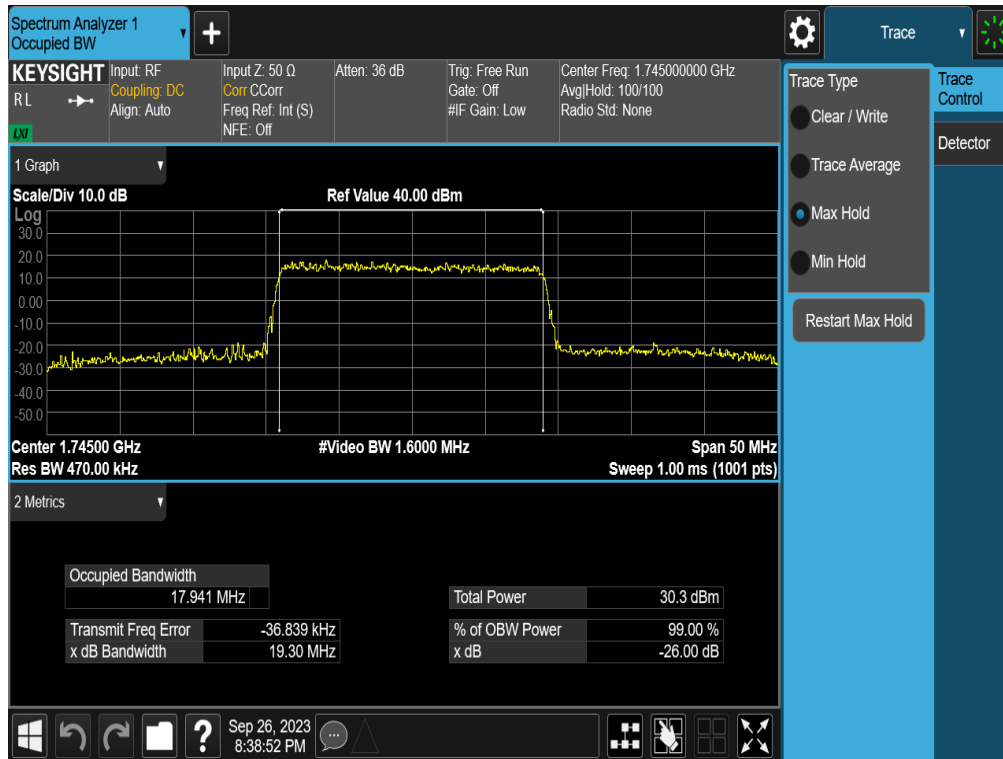 Spectrum Analyzer 1
Occupied BW
+
Trace
KEYSIGHT
R L
LXI
Input: RF
Coupling: DC
Align: Auto
Input Z: 50 Ω
Corr CCorr
Freq Ref: Int (S)
NFE: Off
Atten: 36 dB
Trig: Free Run
Gate: Off
#IF Gain: Low
Center Freq: 1.745000000 GHz
Avg|Hold: 100/100
Radio Std: None
Trace Type
Clear / Write
Trace Average
Max Hold
Min Hold
Restart Max Hold
Trace
Control
Detector
1 Graph
Scale/Div 10.0 dB
Ref Value 40.00 dBm
Log
30.0
20.0
10.0
0.00
-10.0
-20.0
-30.0
-40.0
-50.0
Center 1.74500 GHz
#Video BW 1.6000 MHz
Span 50 MHz
Res BW 470.00 kHz
Sweep 1.00 ms (1001 pts)
2 Metrics
Occupied Bandwidth
17.941 MHz
Total Power 30.3 dBm
Transmit Freq Error -36.839 kHz
% of OBW Power 99.00 %
x dB Bandwidth 19.30 MHz
x dB -26.00 dB
?
Sep 26, 2023
8:38:52 PM